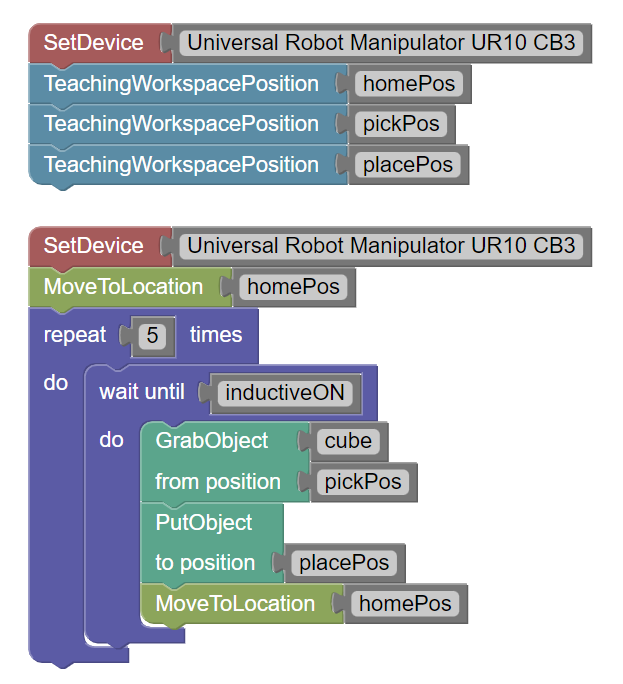 SetDevice Universal Robot Manipulator UR10 CB3
TeachingWorkspacePosition homePos
TeachingWorkspacePosition pickPos
TeachingWorkspacePosition placePos
SetDevice Universal Robot Manipulator UR10 CB3
MoveToLocation homePos
repeat 5 times
do wait until inductiveON
do GrabObject cube
from position pickPos
PutObject
to position placePos
MoveToLocation homePos